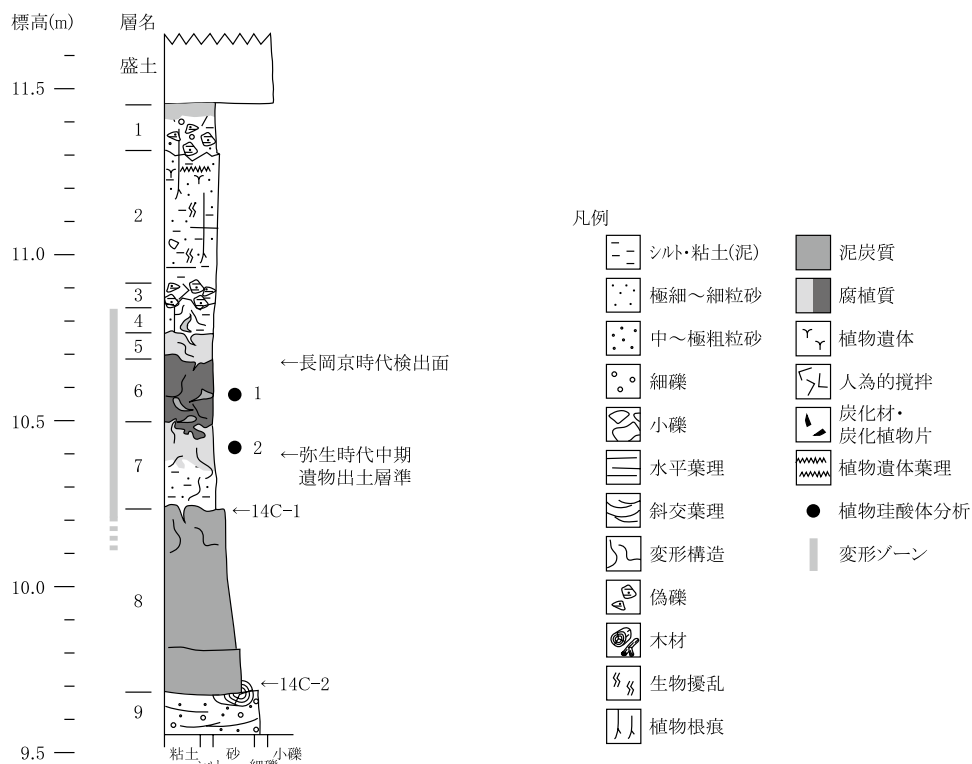 標高(m)
層名
盛土
11.5
1
2
11.0
3
4
5
←長岡京時代検出面
6
1
10.5
2
←弥生時代中期
遺物出土層準
7
←14C-1
10.0
8
←14C-2
9
9.5
粘土
砂
小礫
凡例
シルト・粘土(泥)
極細～細粒砂
中～極粗粒砂
細礫
小礫
水平葉理
斜交葉理
変形構造
偽礫
木材
生物擾乱
植物根痕
泥炭質
腐植質
植物遺体
人為的撹拌
炭化材・
炭化植物片
植物遺体葉理
植物珪酸体分析
変形ゾーン